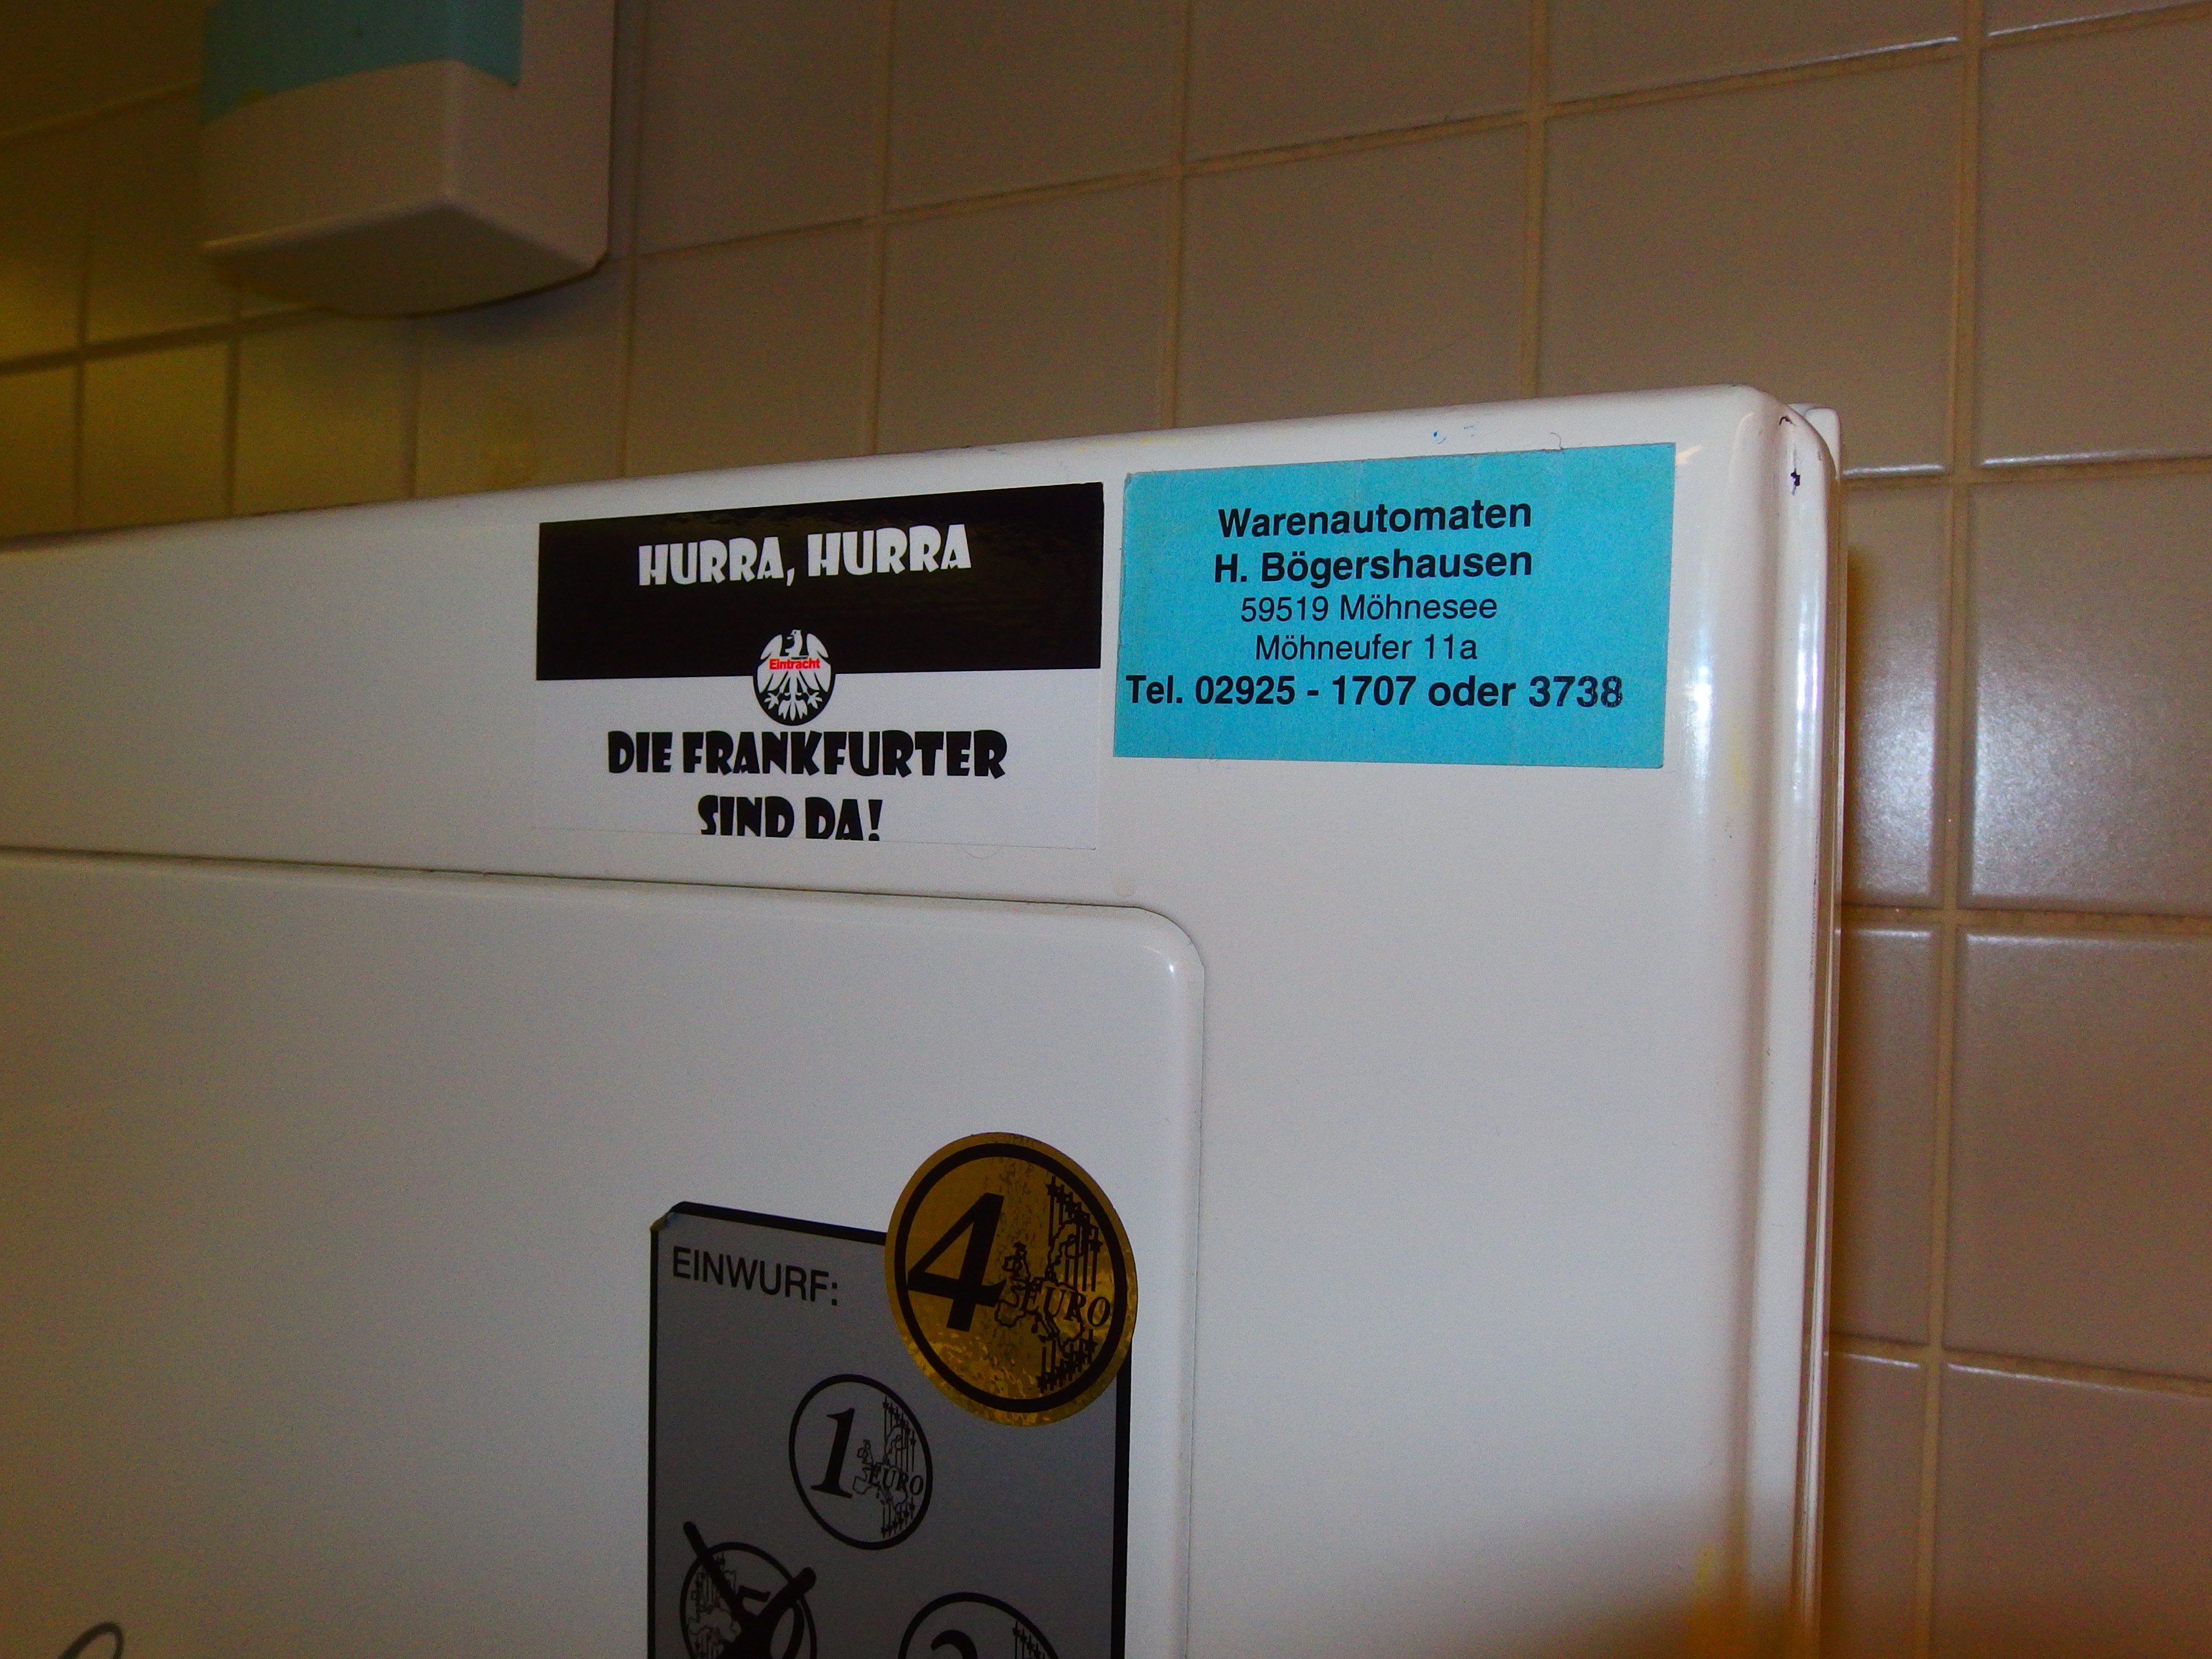 HURRA, HURRA
Eintracht
DIE FRANKFURTER
SIND DA!
Warenautomaten
H. Bögershausen
59519 Möhnesee
Möhneufer 11a
Tel. 02925 - 1707 oder 3738
EINWURF:
4 EURO
1 EURO
2